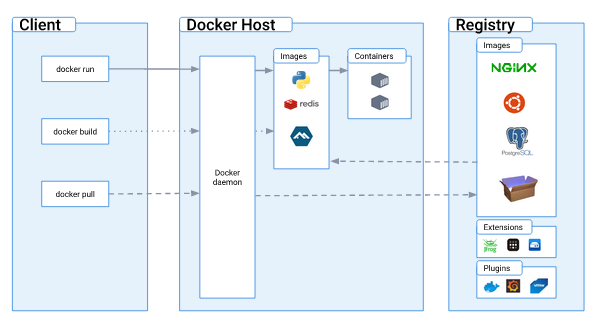 Client
docker run
docker build
docker pull
Docker Host
Docker
daemon
Images
redis
Containers
Registry
Images
NGINX
PostgreSQL
Extensions
JFrog
Plugins